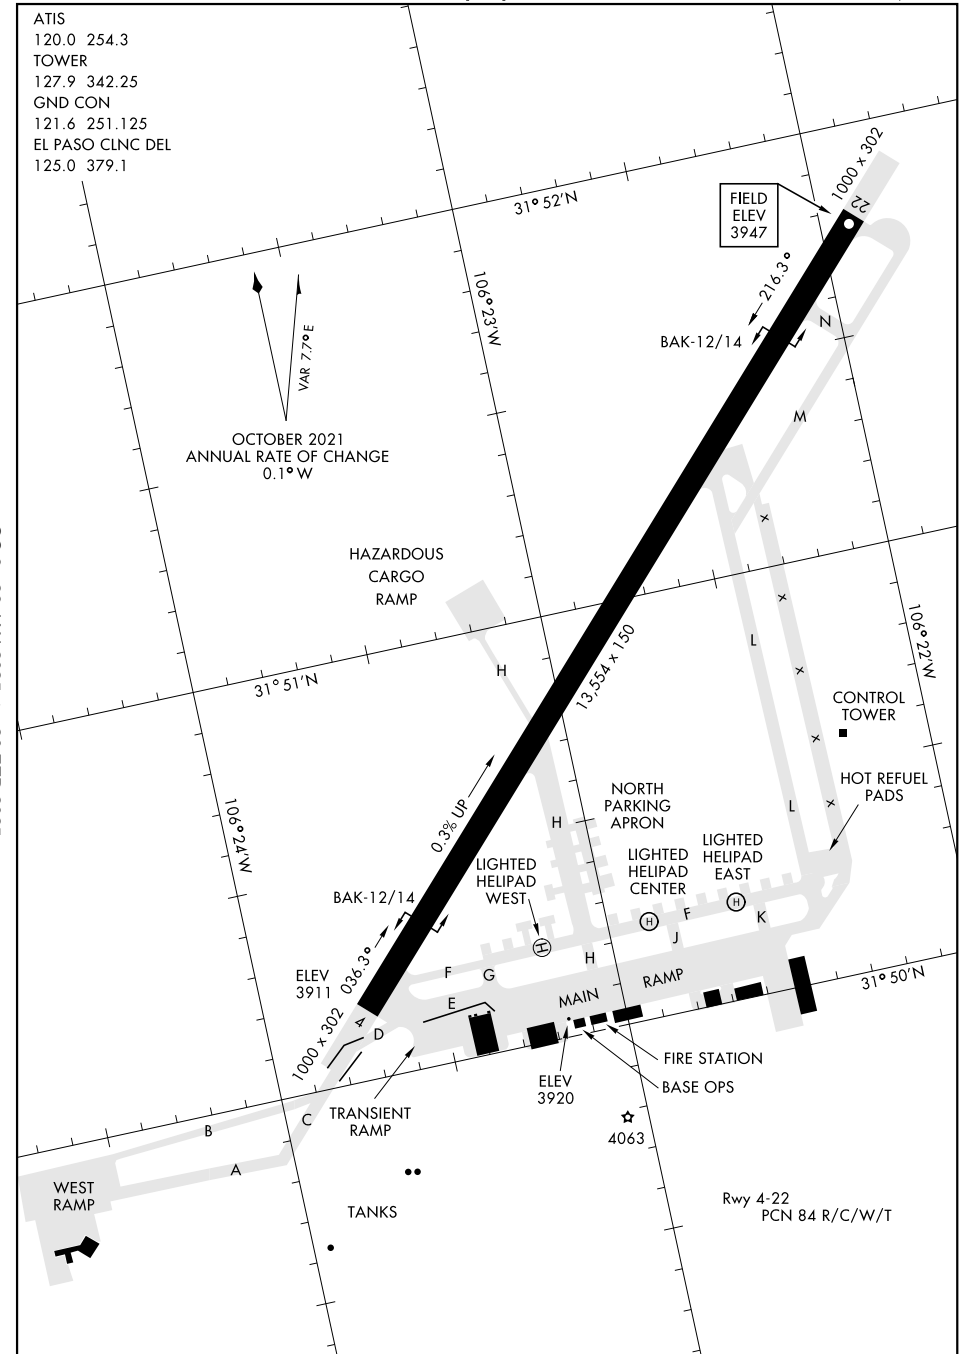 ATIS
120.0 254.3
TOWER
127.9 342.25
GND CON
121.6 251.125
EL PASO CLNC DEL
125.0 379.1
1000 x 302
22
31° 52'N
FIELD
ELEV
3947
216.3°
106° 23'W
N
VAR 7.7° E
BAK-12/14
M
OCTOBER 2021
ANNUAL RATE OF CHANGE
0.1° W
x
HAZARDOUS
CARGO
RAMP
x
106° 22'W
L
13,554 x 150
H
x
31° 51'N
CONTROL
TOWER
x
HOT REFUEL
PADS
NORTH
PARKING
APRON
L
x
106° 24'W
0.3% UP
H
LIGHTED
HELIPAD
WEST
LIGHTED
HELIPAD
CENTER
LIGHTED
HELIPAD
EAST
BAK-12/14
H
H
F
K
J
H
036.3°
ELEV
3911
F
G
H
RAMP
31° 50'N
E
MAIN
1000 x 302
4
D
FIRE STATION
BASE OPS
ELEV
3920
TRANSIENT
RAMP
C
B
4063
A
WEST
RAMP
TANKS
Rwy 4-22
PCN 84 R/C/W/T